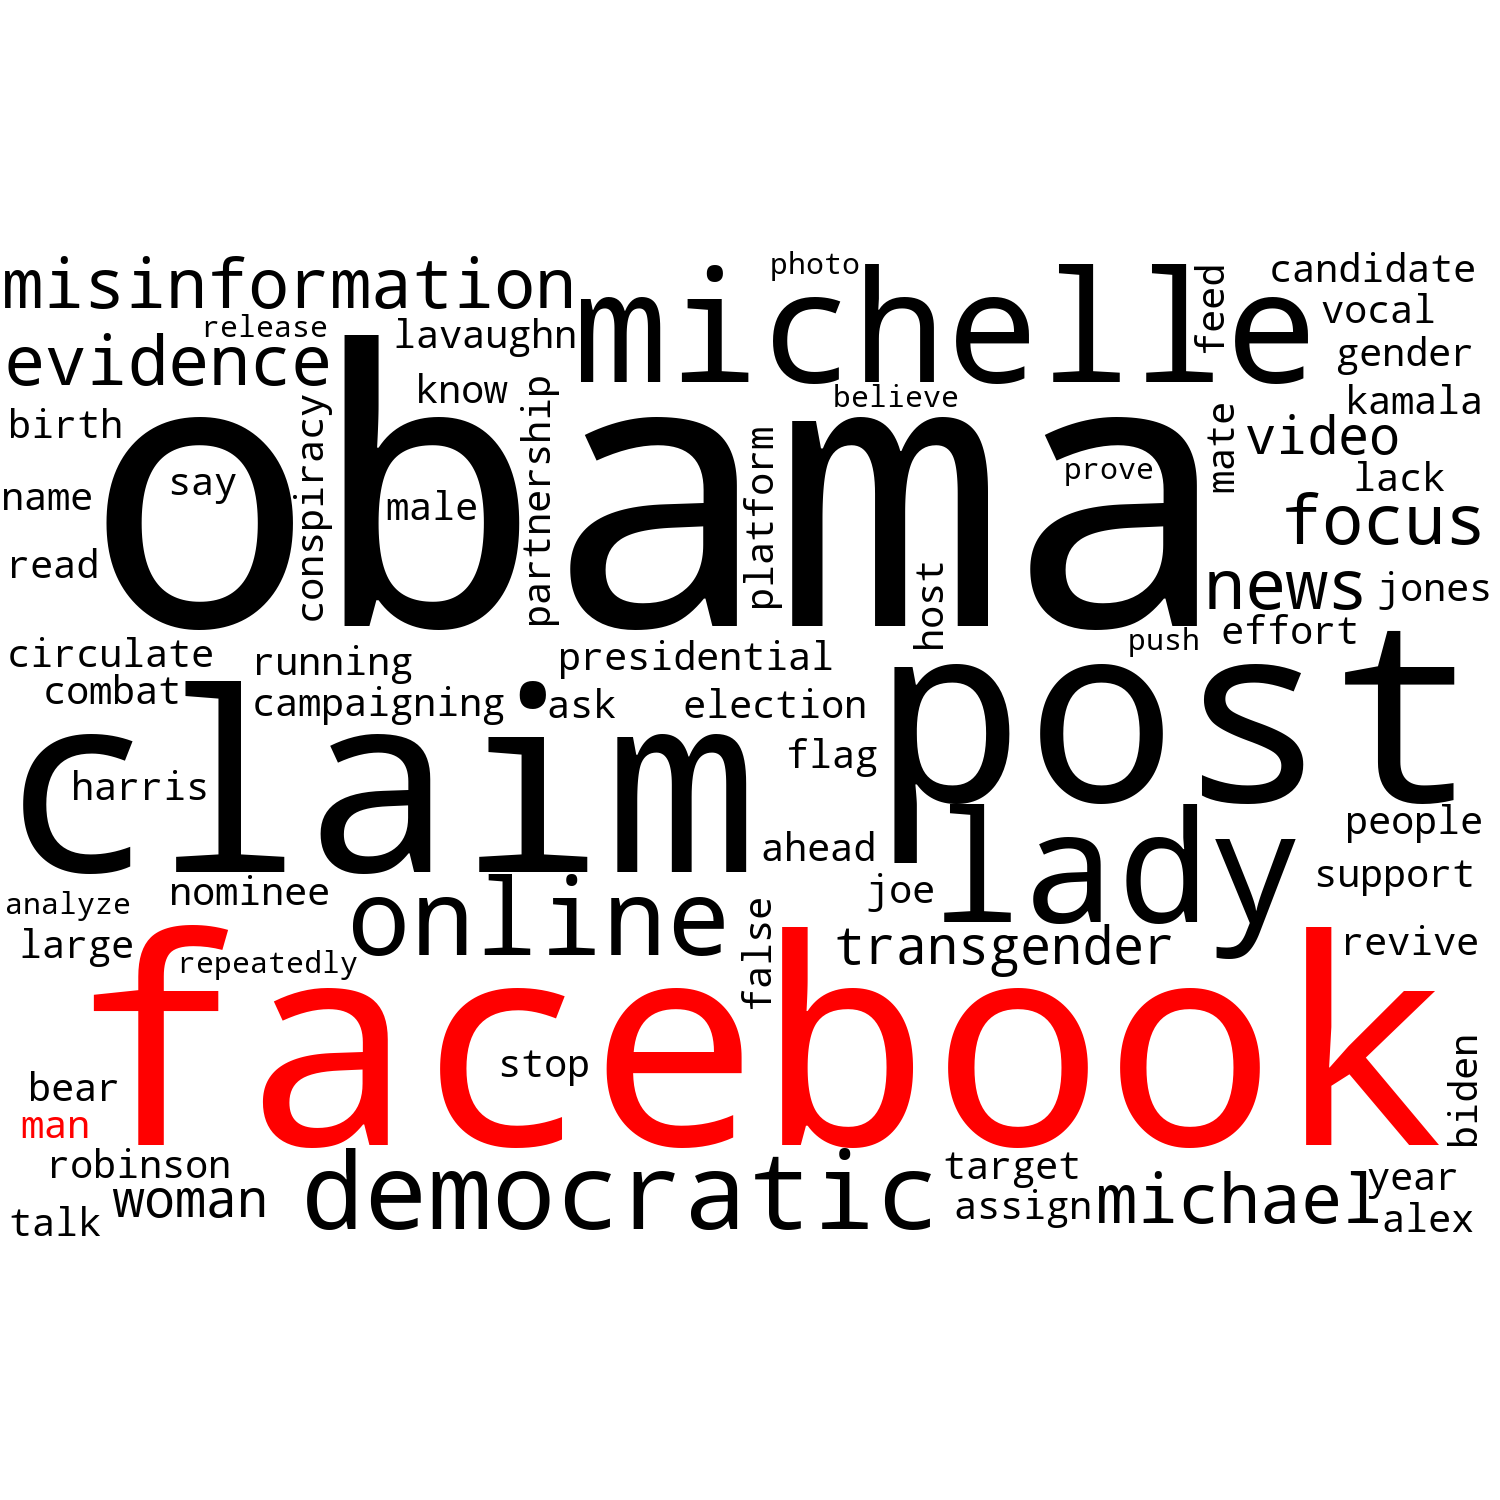 misinformation
michelle
photo
feed
candidate
release
lavaughn
vocal
evidence
gender
know
believe
kamala
birth
conspiracy
partnership
obama
platform
mate
video
name
say
male
prove
lack
focus
read
host
news
jones
circulate
running
presidential
push
effort
combat
campaigning
ask
election
post
claim
flag
harris
ahead
lady
people
analyze
nominee
online
joe
support
large
repeatedly
false
transgender
revive
facebook
stop
bear
man
biden
robinson
democratic
target
year
talk
woman
assign
michael
alex